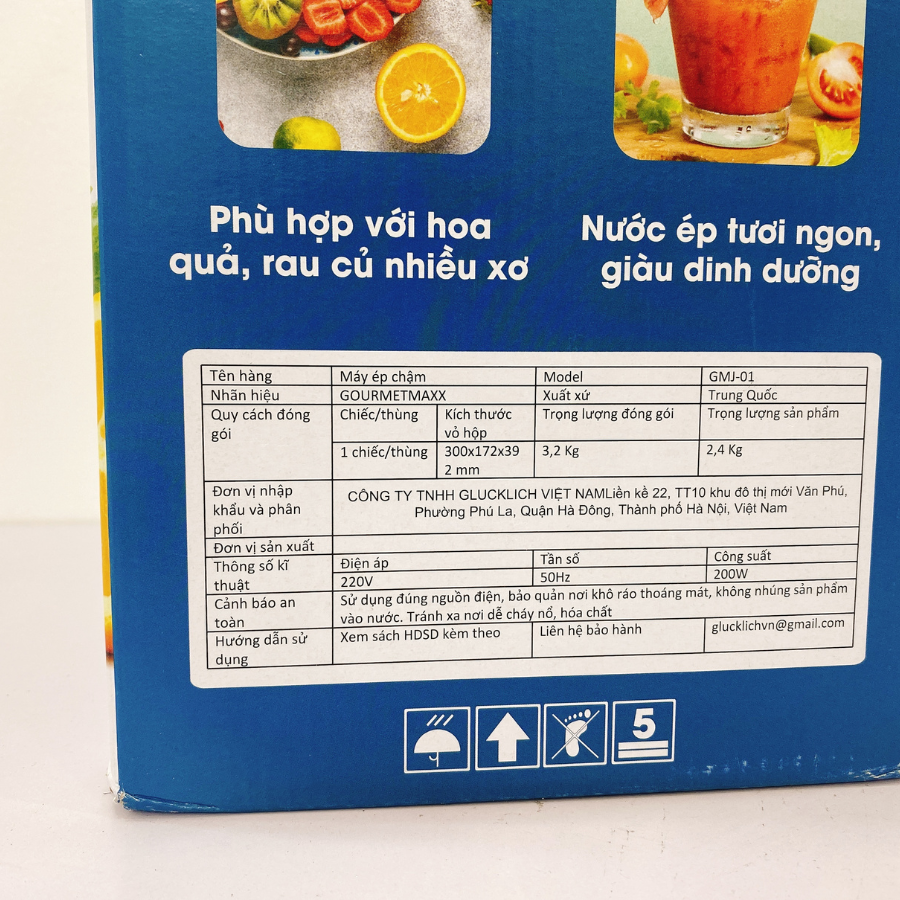 Phù hợp với hoa
quả, rau củ nhiều xơ
Nước ép tươi ngon,
giàu dinh dưỡng
Tên hàng Máy ép chậm Model GMJ-01
Nhãn hiệu GOURMETMAXX Xuất xứ Trung Quốc
Quy cách đóng gói Chiếc/thùng Kích thước vỏ hộp Trọng lượng đóng gói Trọng lượng sản phẩm
1 chiếc/thùng 300x172x39 2 mm 3,2 Kg 2,4 Kg
Đơn vị nhập
khẩu và phân
phối
CÔNG TY TNHH GLUCKLICH VIỆT NAMLiền kề 22, TT10 khu đô thị mới Văn Phú,
Phường Phú La, Quận Hà Đông, Thành phố Hà Nội, Việt Nam
Đơn vị sản xuất
Thông số kĩ
thuật
Điện áp Tần số Công suất
220V 50Hz 200W
Cảnh báo an
toàn
Sử dụng đúng nguồn điện, bảo quản nơi khô ráo thoáng mát, không nhúng sản phẩm
vào nước. Tránh xa nơi dễ cháy nổ, hóa chất
Hướng dẫn sử
dụng
Xem sách HDSD kèm theo Liên hệ bảo hành glucklichvn@gmail.com
5